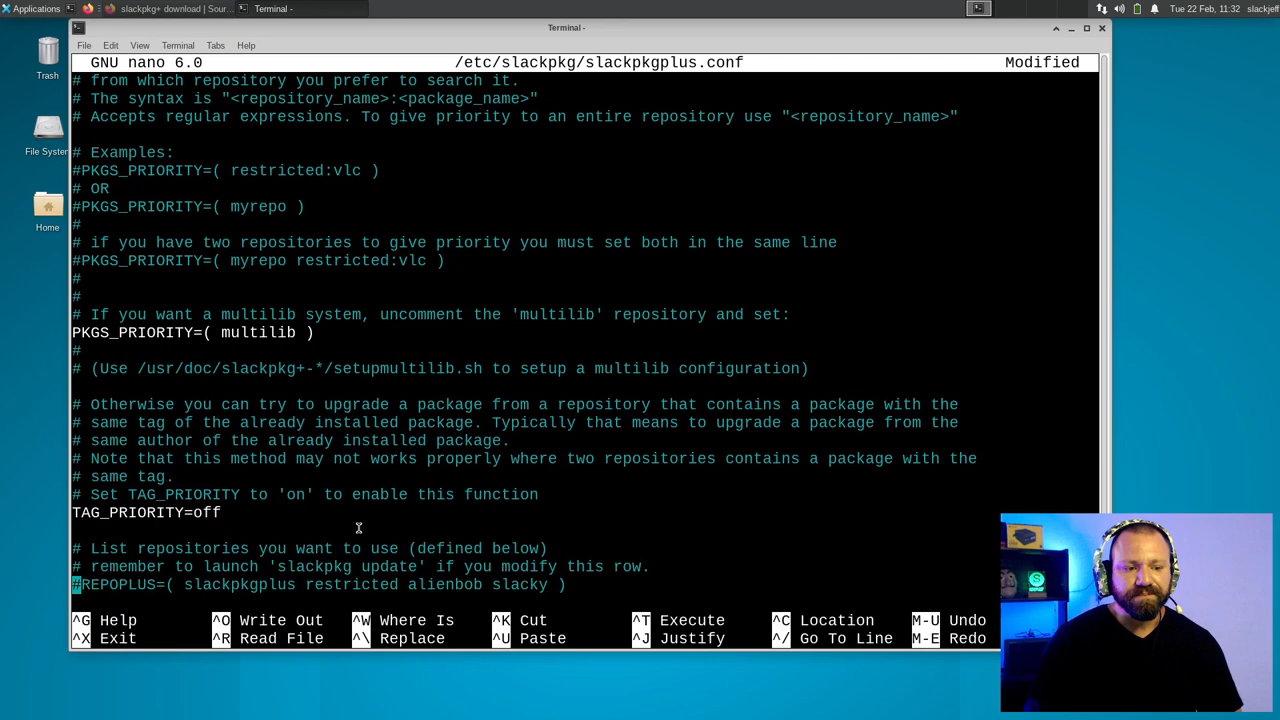 Applications
slackpkg+ download | Sour...
Terminal -
Tue 22 Feb, 11:32
slackjeff
Trash
File System
Home
Terminal -
File Edit View Terminal Tabs Help
GNU nano 6.0 /etc/slackpkg/slackpkgplus.conf Modified
# from which repository you prefer to search it.
# The syntax is "<repository_name>:<package_name>"
# Accepts regular expressions. To give priority to an entire repository use "<repository_name>"
# Examples:
#PKGS_PRIORITY=( restricted:vlc )
# OR
#PKGS_PRIORITY=( myrepo )
#
# if you have two repositories to give priority you must set both in the same line
#PKGS_PRIORITY=( myrepo restricted:vlc )
#
#
# If you want a multilib system, uncomment the 'multilib' repository and set:
PKGS_PRIORITY=( multilib )
#
# (Use /usr/doc/slackpkg+-*/setupmultilib.sh to setup a multilib configuration)
# Otherwise you can try to upgrade a package from a repository that contains a package with the
# same tag of the already installed package. Typically that means to upgrade a package from the
# same author of the already installed package.
# Note that this method may not works properly where two repositories contains a package with the
# same tag.
# Set TAG_PRIORITY to 'on' to enable this function
TAG_PRIORITY=off
# List repositories you want to use (defined below)
# remember to launch 'slackpkg update' if you modify this row.
#REPOPLUS=( slackpkgplus restricted alienbob slacky )
^G Help ^O Write Out ^W Where Is ^K Cut ^T Execute ^C Location M-U Undo
^X Exit ^R Read File ^\ Replace ^U Paste ^J Justify ^/ Go To Line M-E Redo